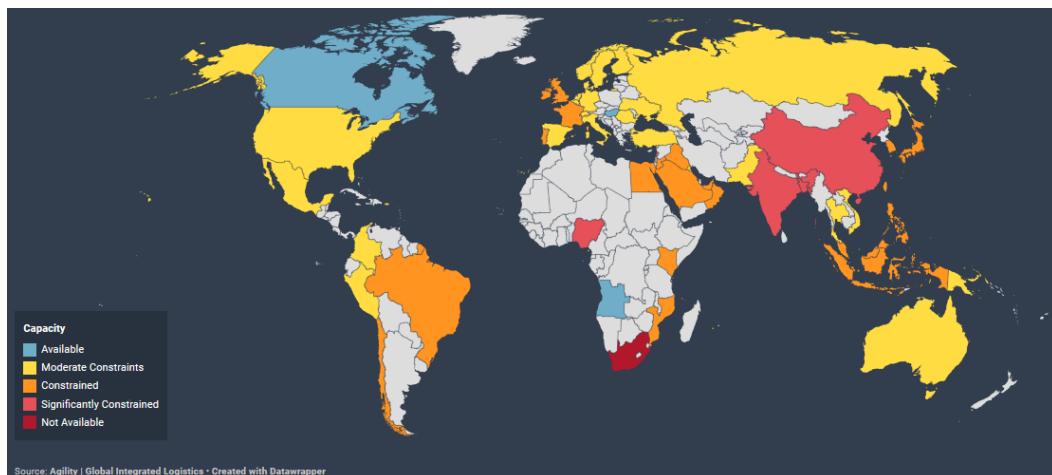 Capacity
Available
Moderate Constraints
Constrained
Significantly Constrained
Not Available
Source: Agility | Global Integrated Logistics • Created with Datawrapper